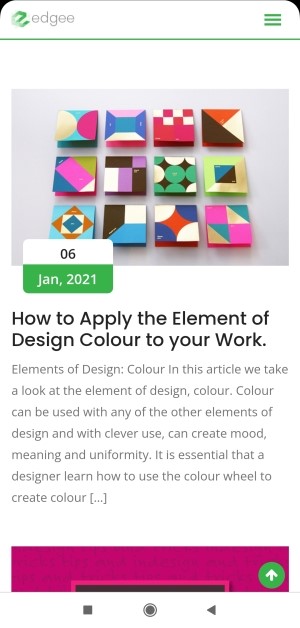 edgee
06
Jan, 2021
How to Apply the Element of
Design Colour to your Work.
Elements of Design: Colour In this article we take
a look at the element of design, colour. Colour
can be used with any of the other elements of
design and with clever use, can create mood,
meaning and uniformity. It is essential that a
designer learn how to use the colour wheel to
create colour [...]